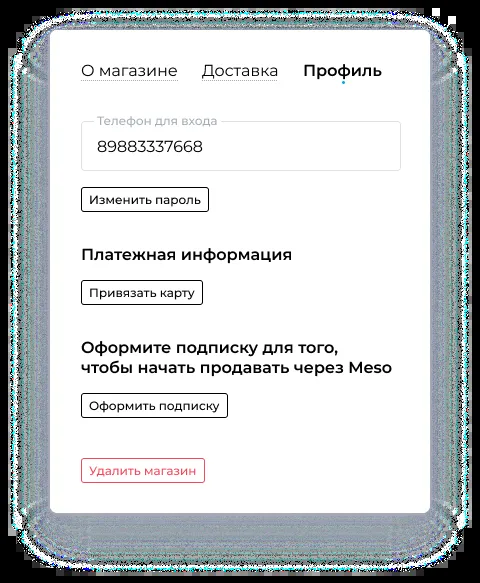 О магазине Доставка Профиль
Телефон для входа
89883337668
Изменить пароль
Платежная информация
Привязать карту
Оформите подписку для того,
чтобы начать продавать через Meso
Оформить подписку
Удалить магазин